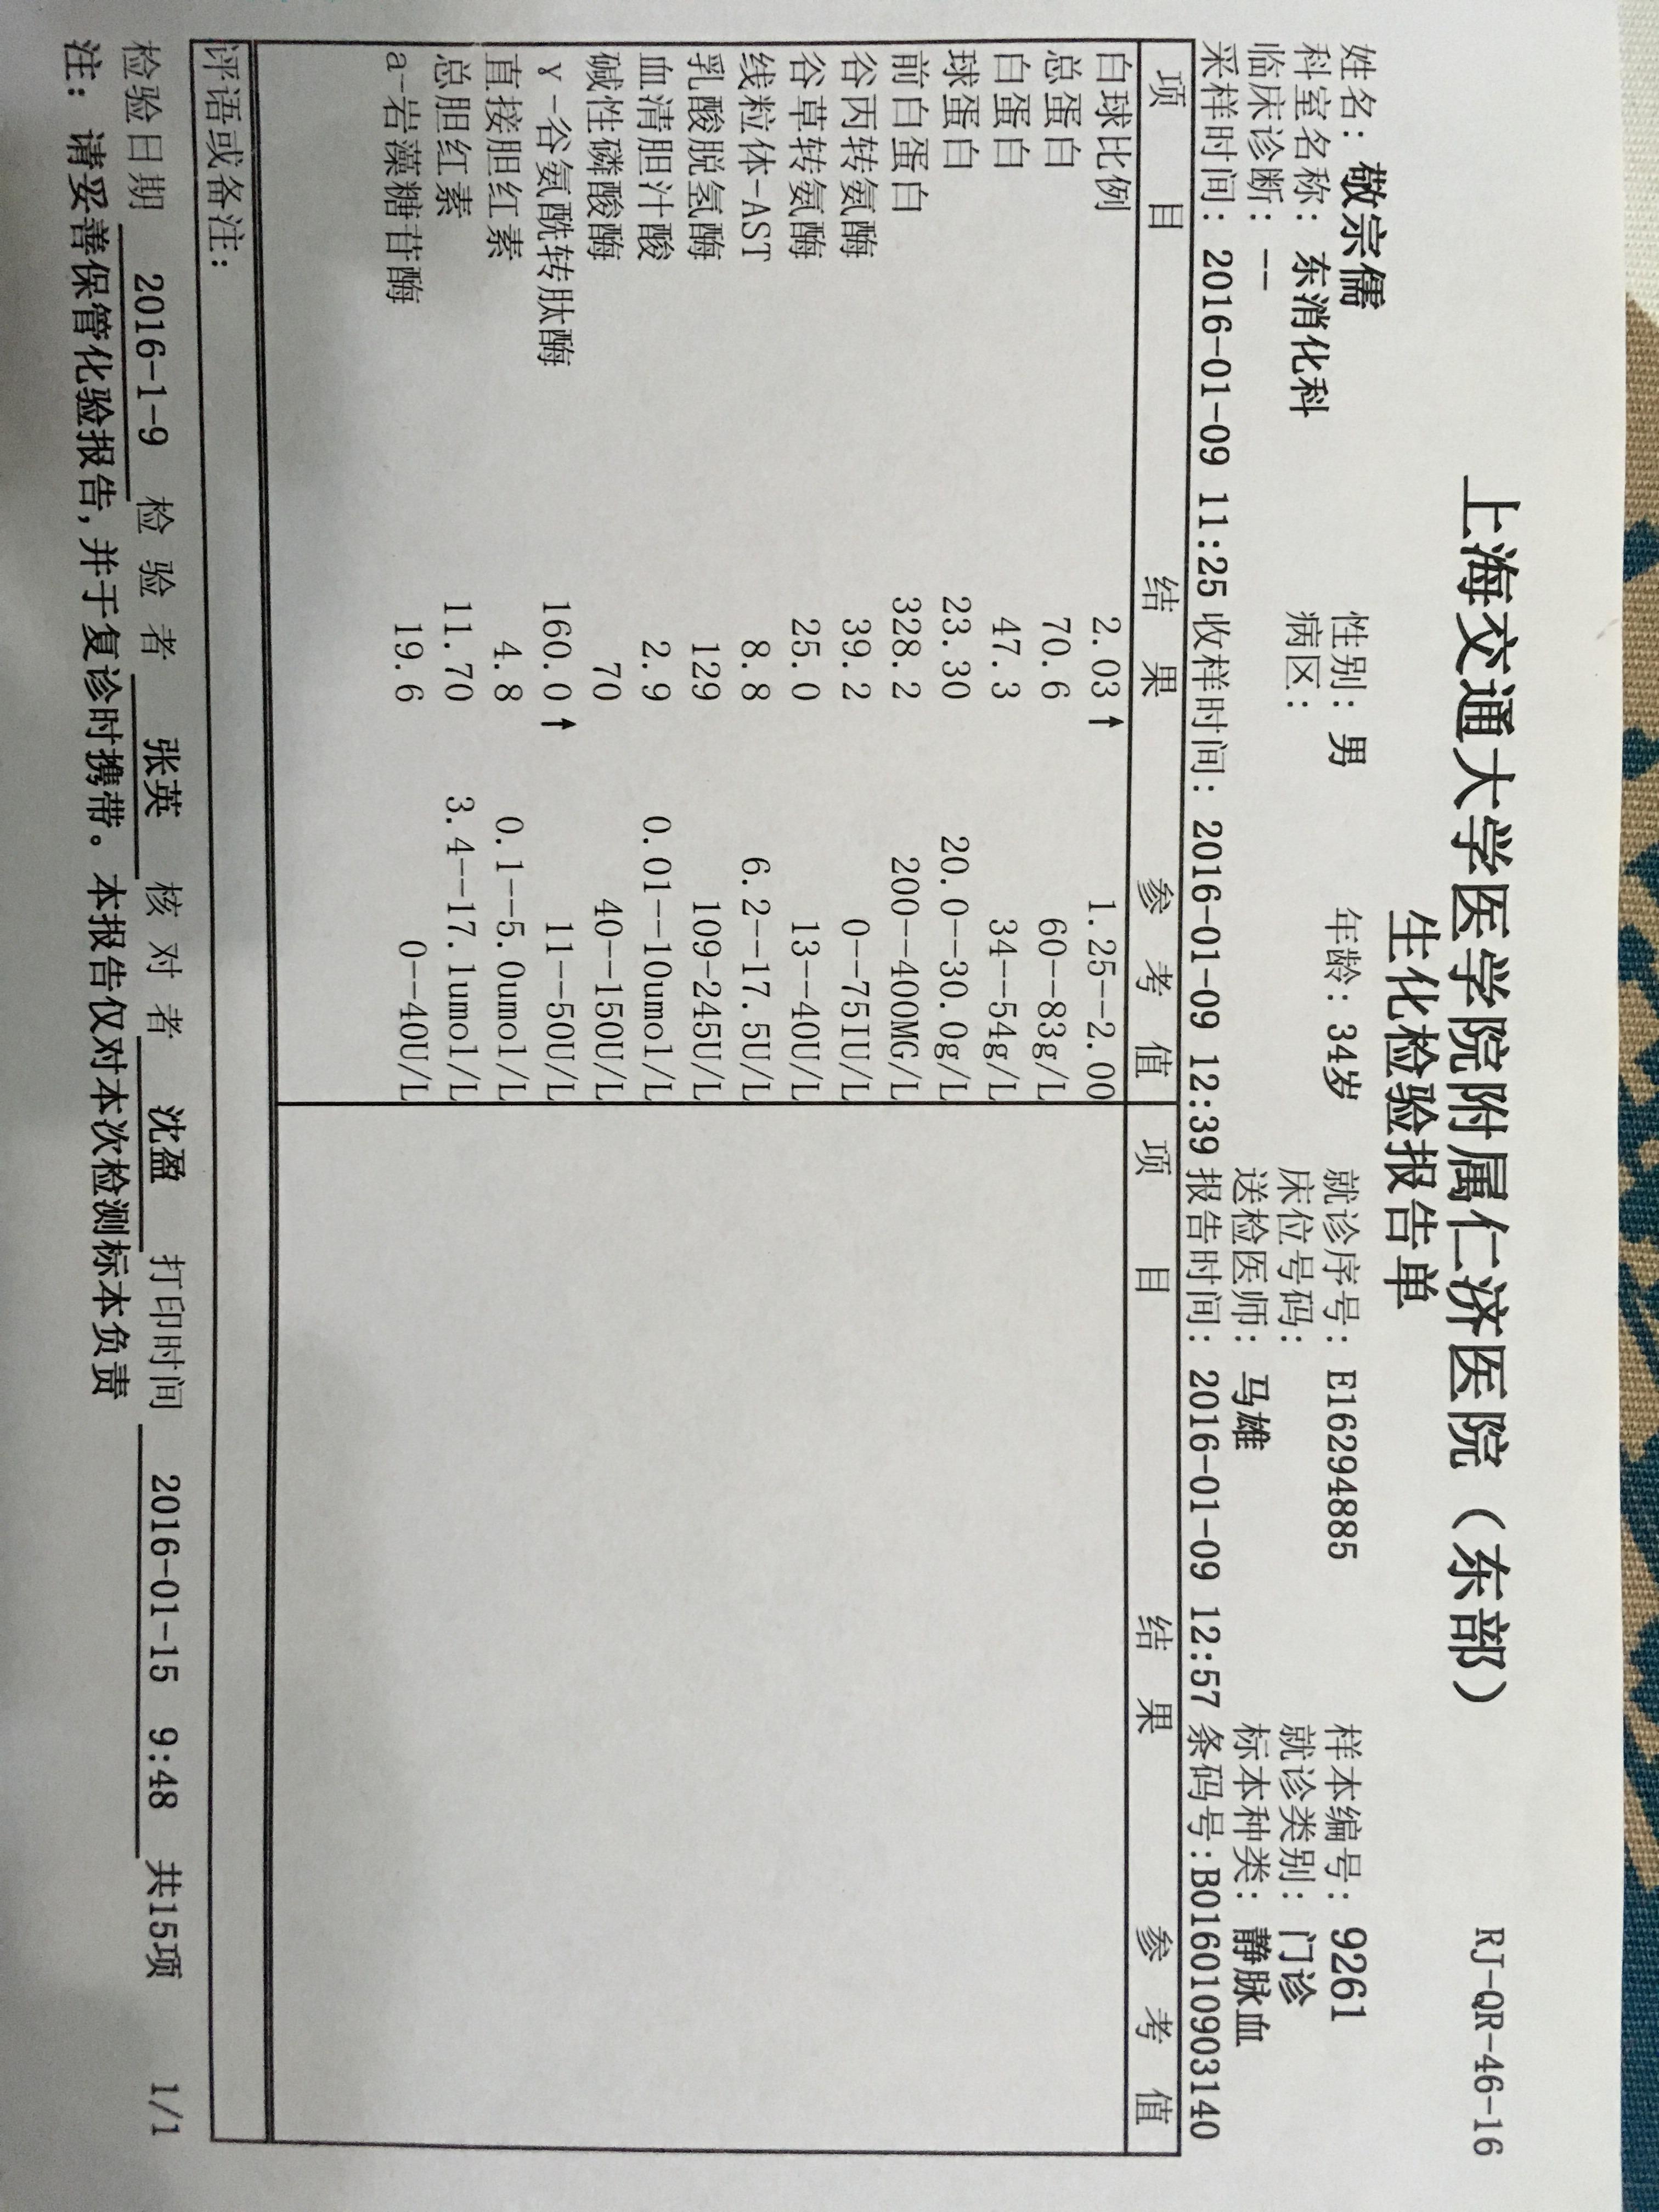 RJ-QR-46-16
上海交通大学医学院附属仁济医院（东部）
生化检验报告单
姓名：敬宗儒 性别：男 年龄：34岁 就诊序号：E16294885 样本编号：9261
科室名称：东消化科 病区： 床位号码： 就诊类别：门诊
临床诊断：-- 送检医师：马雄 标本种类：静脉血
采样时间：2016-01-09 11:25 收样时间：2016-01-09 12:39 报告时间：2016-01-09 12:57 条码号:B01601090314​0
项 目 结 果 参 考 值 项 目 结 果 参 考 值
白球比例 2.03↑ 1.25--2.00
总蛋白 70.6 60--83g/L
白蛋白 47.3 34--54g/L
球蛋白 23.30 20.0--30.0g/L
前白蛋白 328.2 200--400MG/L
谷丙转氨酶 39.2 0--75IU/L
谷草转氨酶 25.0 13--40U/L
线粒体-AST 8.8 6.2--17.5U/L
乳酸脱氢酶 129 109-245U/L
血清胆汁酸 2.9 0.01--10umol/L
碱性磷酸酶 70 40--150U/L
γ-谷氨酰转肽酶 160.0↑ 11--50U/L
直接胆红素 4.8 0.1--5.0umol/L
总胆红素 11.70 3.4--17.1umol/L
a-岩藻糖苷酶 19.6 0--40U/L
评语或备注：
检验日期 2016-1-9 检 验 者 张英 核 对 者 沈盈 打印时间 2016-01-15 9:48 共15项 1/1
注：请妥善保管化验报告,并于复诊时携带。本报告仅对本次检测标本负责